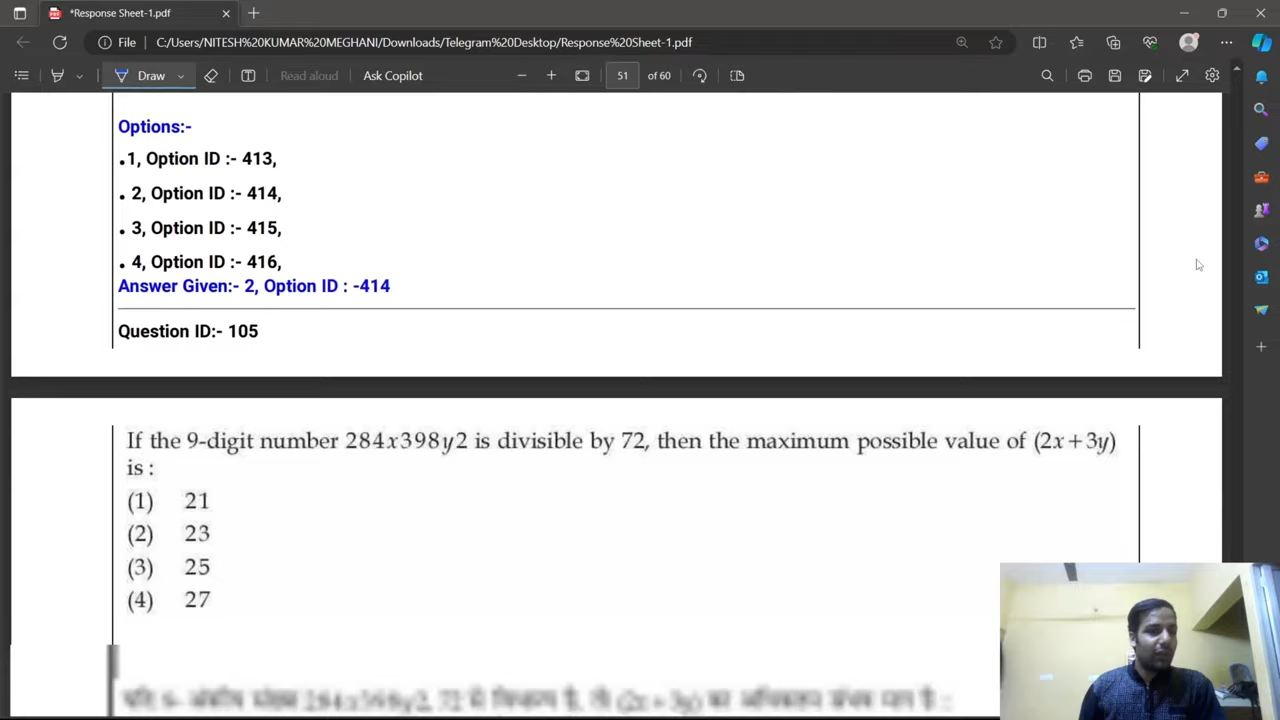 *Response Sheet-1.pdf
File
C:/Users/NITESH%20KUMAR%20MEGHANI/Downloads/Telegram%20Desktop/Response%20Sheet-1.pdf
Draw
Read aloud
Ask Copilot
51
of 60
Options:-
.1, Option ID :- 413,
. 2, Option ID :- 414,
. 3, Option ID :- 415,
. 4, Option ID :- 416,
Answer Given:- 2, Option ID : -414
Question ID:- 105
If the 9-digit number 284x398y2 is divisible by 72, then the maximum possible value of (2x+3y)
is :
(1) 21
(2) 23
(3) 25
(4) 27